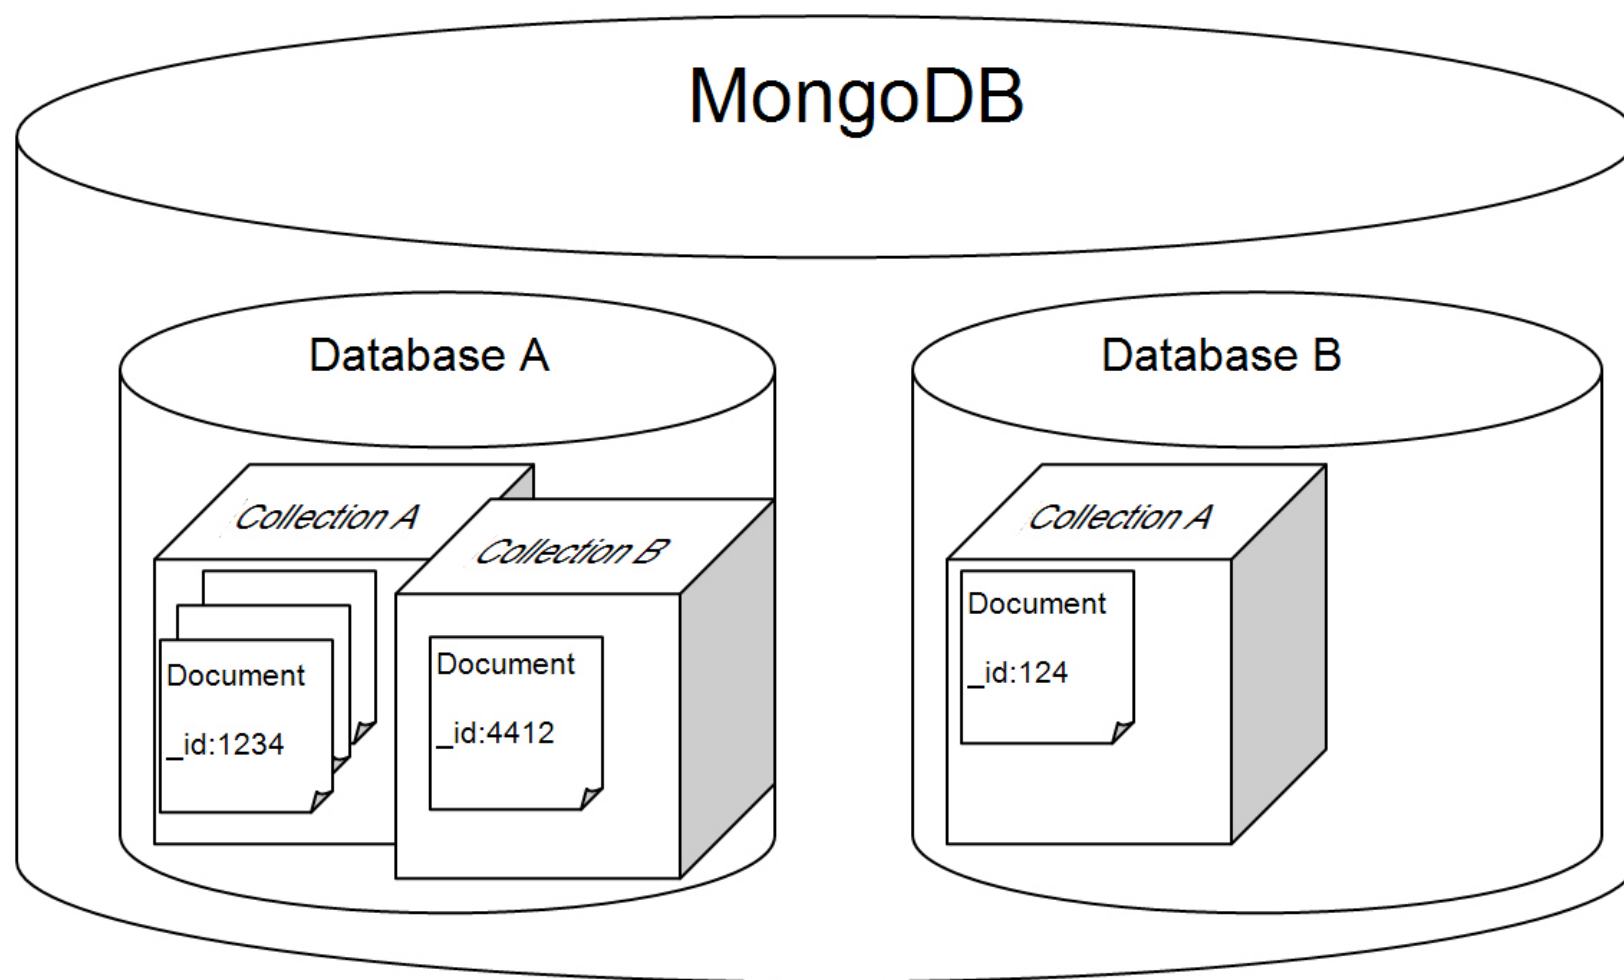 MongoDB
Database A
Collection A
Document
_id:1234
Collection B
Document
_id:4412
Database B
Collection A
Document
_id:124